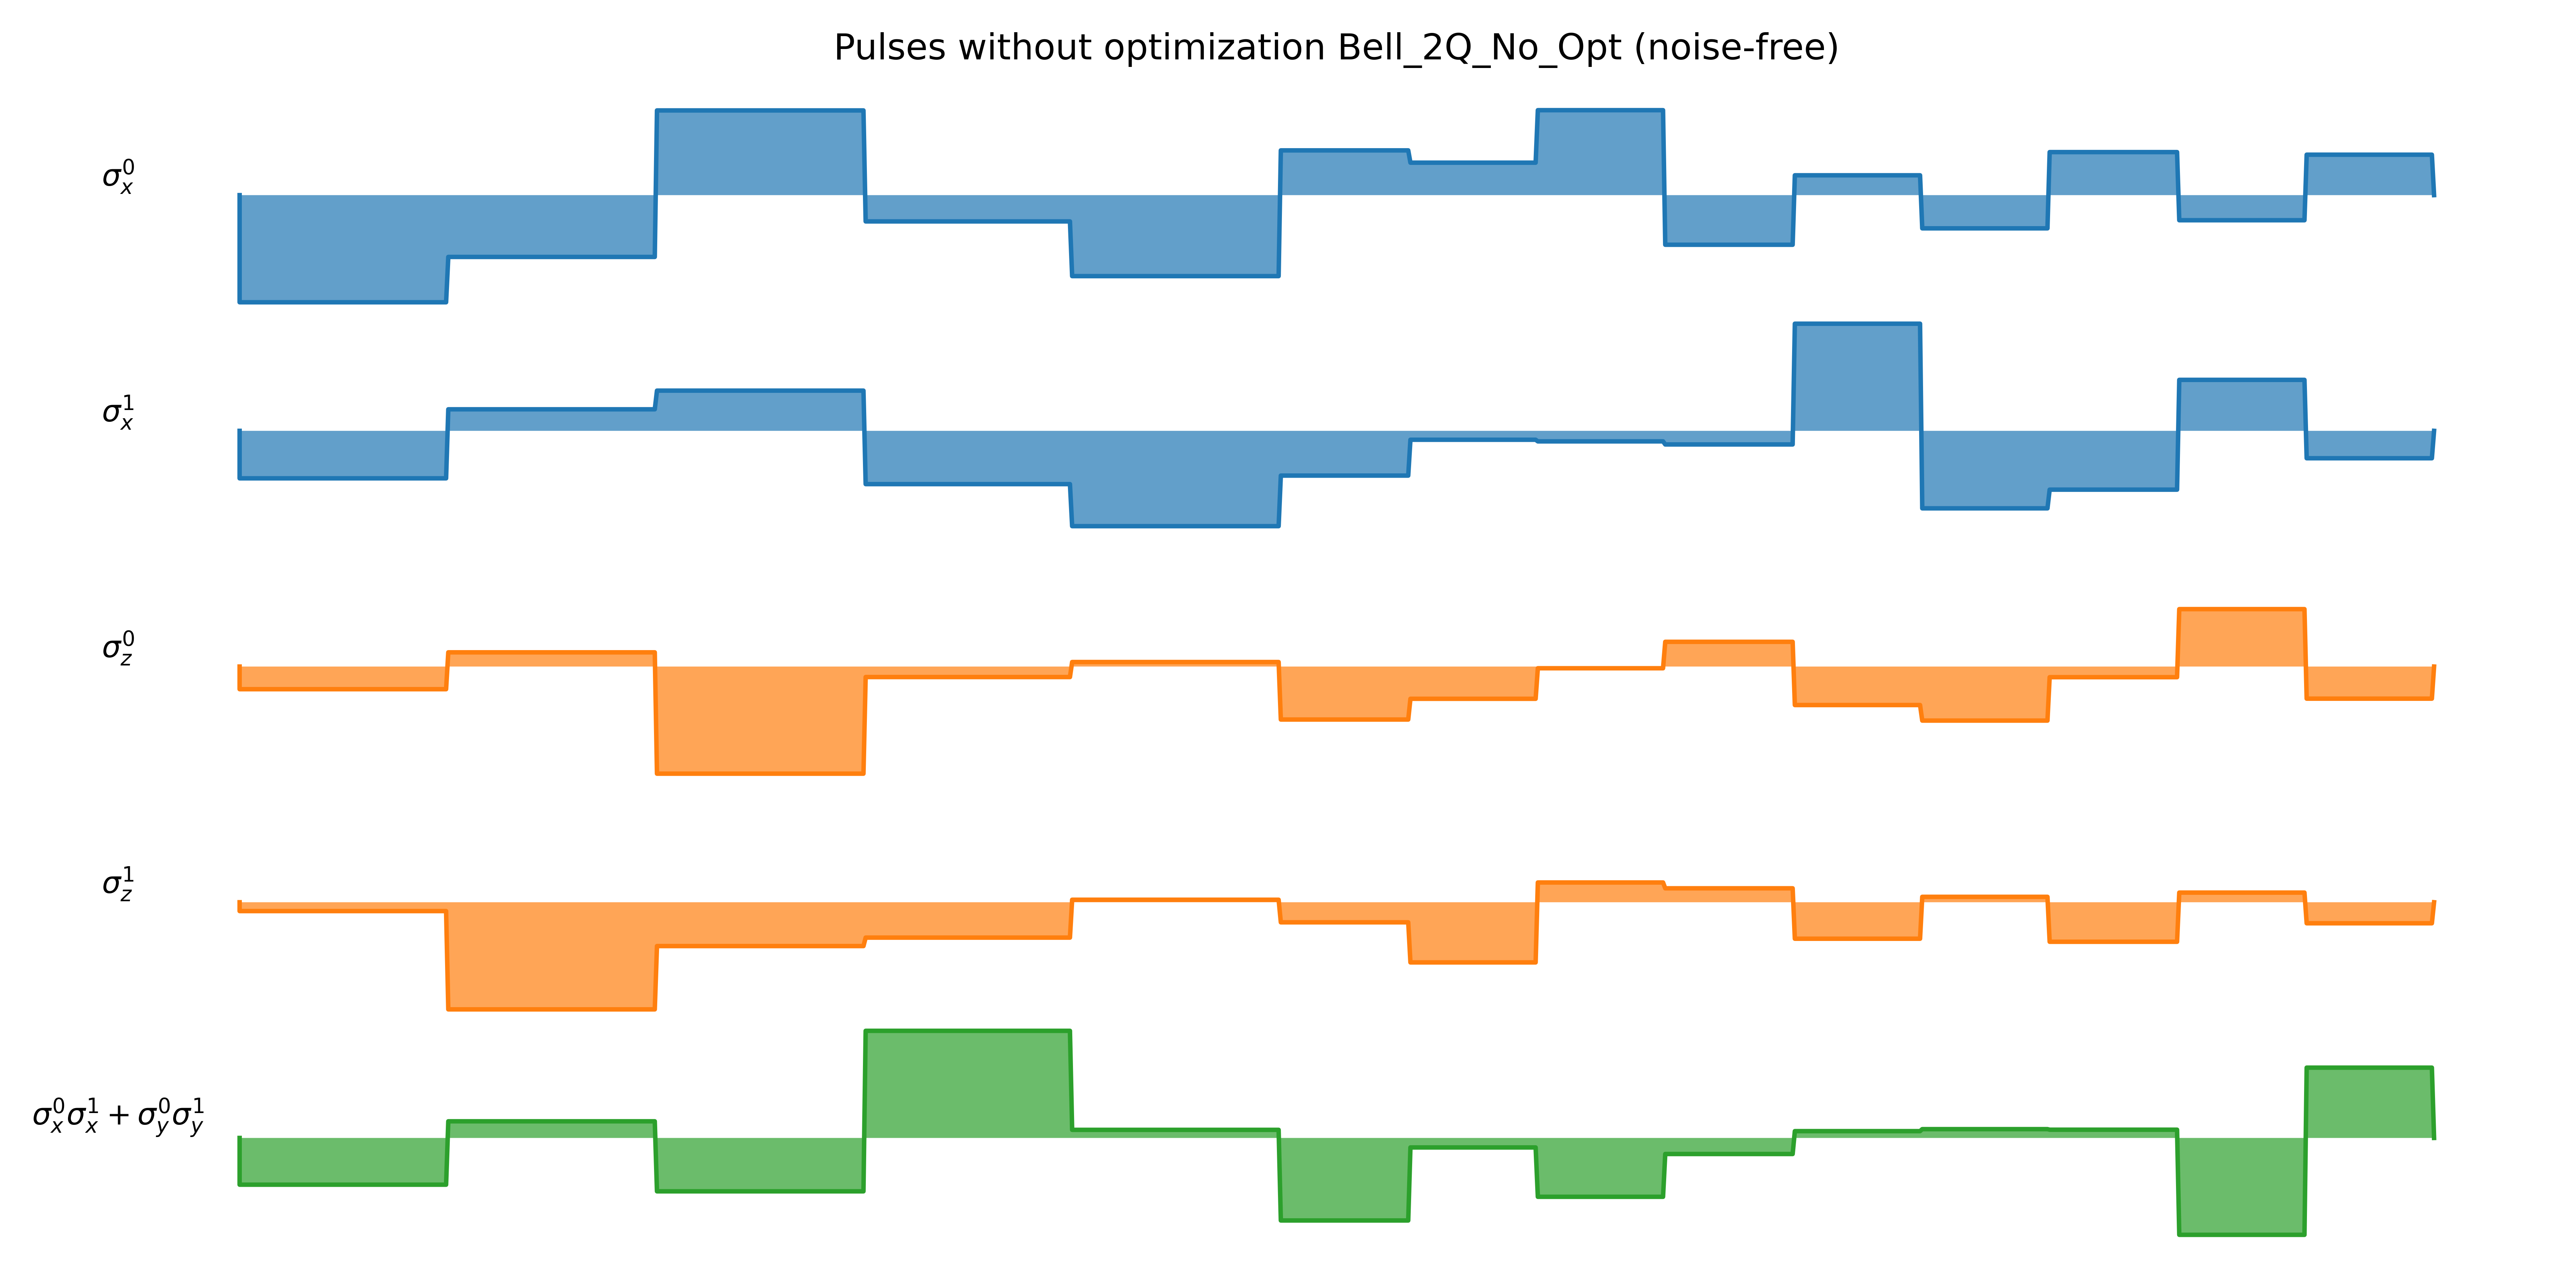 Pulses without optimization Bell_2Q_No_Opt (noise-free)
σ_x^0
σ_x^1
σ_z^0
σ_z^1
σ_x^0σ_x^1 + σ_y^0σ_y^1